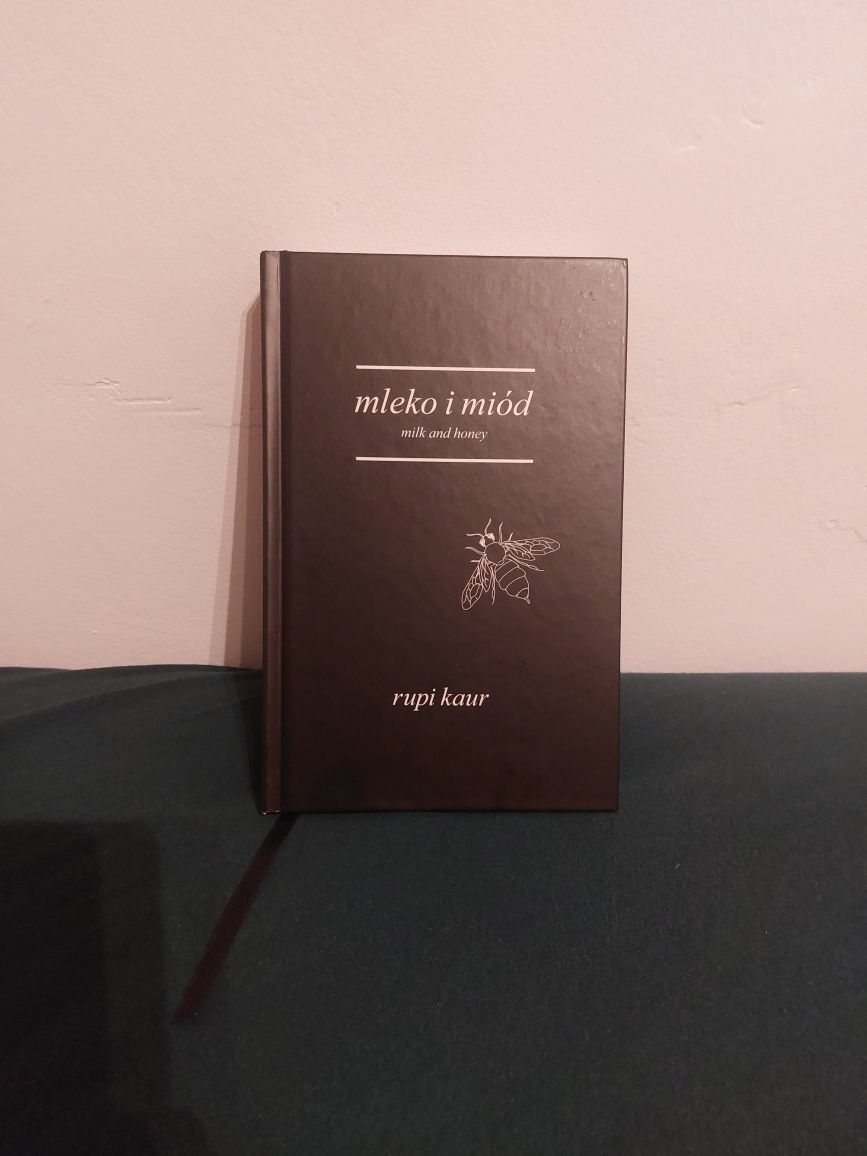 mleko i miód
milk and honey
rupi kaur